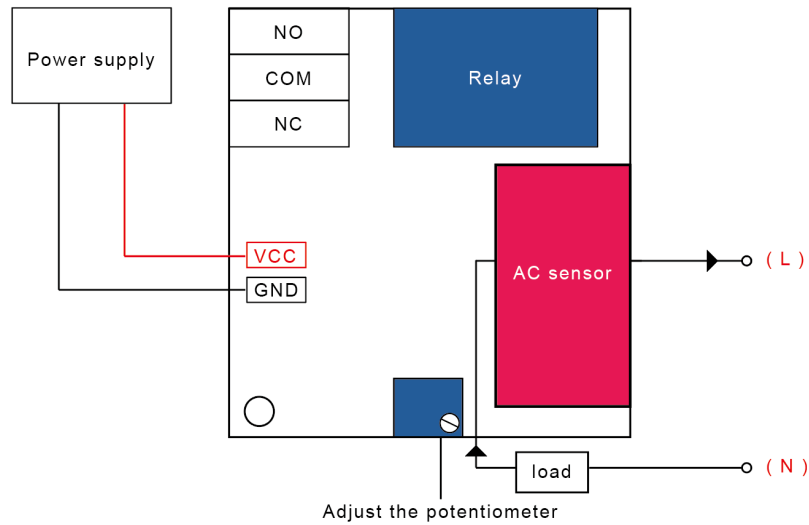 Power supply
NO
COM
NC
Relay
VCC
GND
AC sensor
( L )
load
( N )
Adjust the potentiometer